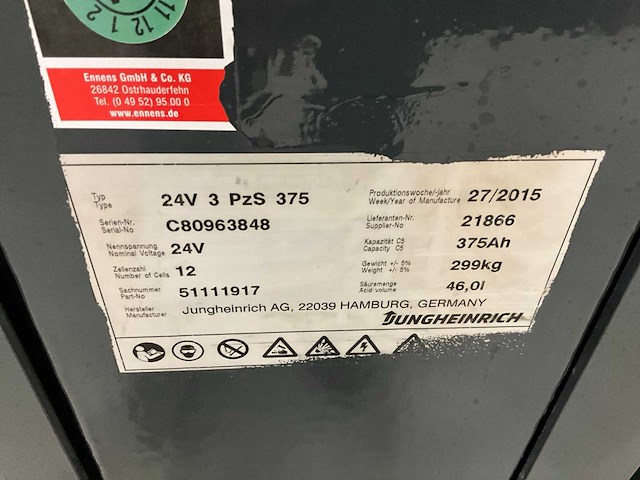 11 12 1 2
Ennens GmbH & Co. KG
26842 Ostrhauderfehn
Tel. (0 49 52) 95 00 0
www.ennens.de
Typ
Type
24V 3 PzS 375
Produktionswoche/-jahr
Week/Year of Manufacture
27/2015
Serien-Nr.
Serial-No
C80963848
Lieferanten-Nr.
Supplier-No
21866
Nennspannung
Nominal Voltage
24V
Kapazität C5
Capacity C5
375Ah
Zellenzahl
Number of Cells
12
Gewicht +/- 5%
Weight +/- 5%
299kg
Sachnummer
Part-No
51111917
Säuremenge
Acid volume
46,0l
Hersteller
Manufacturer
Jungheinrich AG, 22039 HAMBURG, GERMANY
JUNGHEINRICH